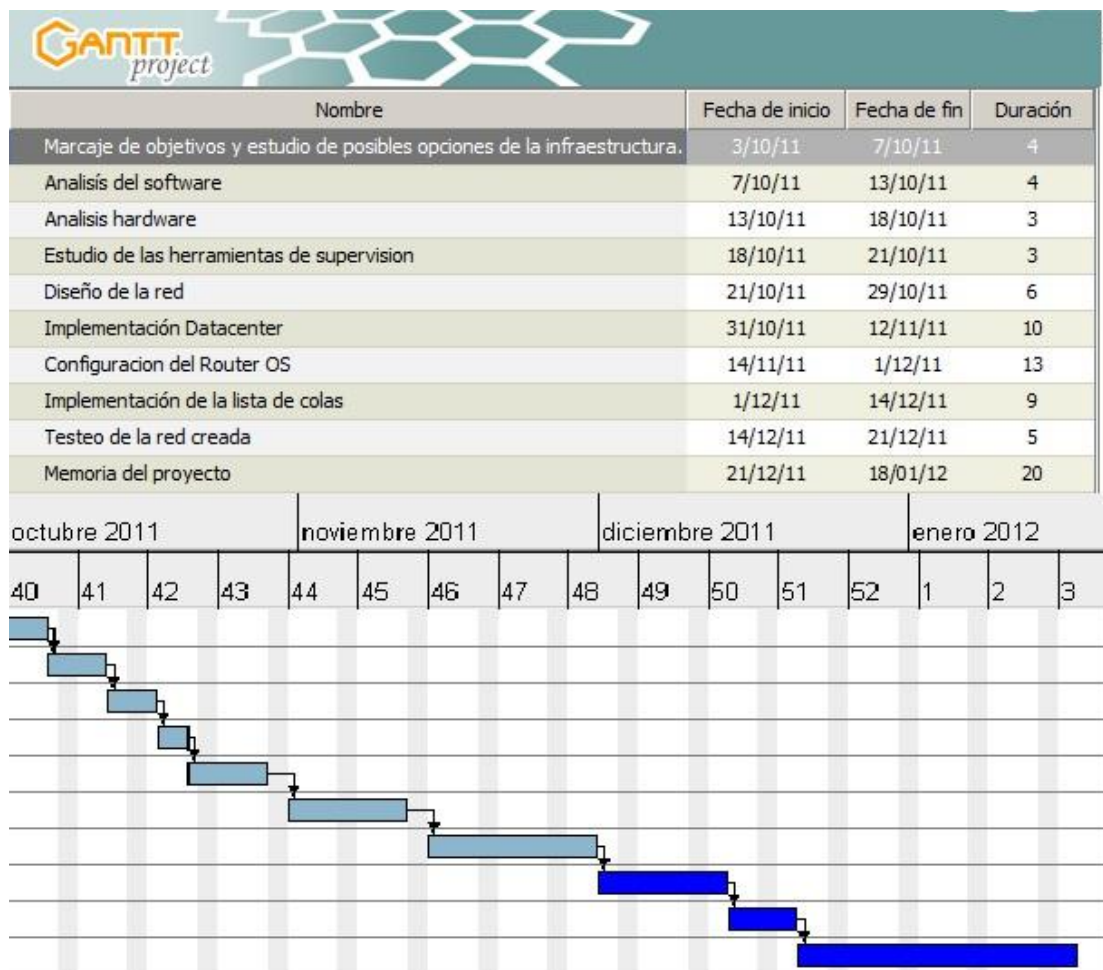 GANTT
project
Nombre Fecha de inicio Fecha de fin Duración
Marcaje de objetivos y estudio de posibles opciones de la infraestructura. 3/10/11 7/10/11 4
Analisís del software 7/10/11 13/10/11 4
Analisis hardware 13/10/11 18/10/11 3
Estudio de las herramientas de supervision 18/10/11 21/10/11 3
Diseño de la red 21/10/11 29/10/11 6
Implementación Datacenter 31/10/11 12/11/11 10
Configuracion del Router OS 14/11/11 1/12/11 13
Implementación de la lista de colas 1/12/11 14/12/11 9
Testeo de la red creada 14/12/11 21/12/11 5
Memoria del proyecto 21/12/11 18/01/12 20
octubre 2011 noviembre 2011 diciembre 2011 enero 2012
40 41 42 43 44 45 46 47 48 49 50 51 52 1 2 3